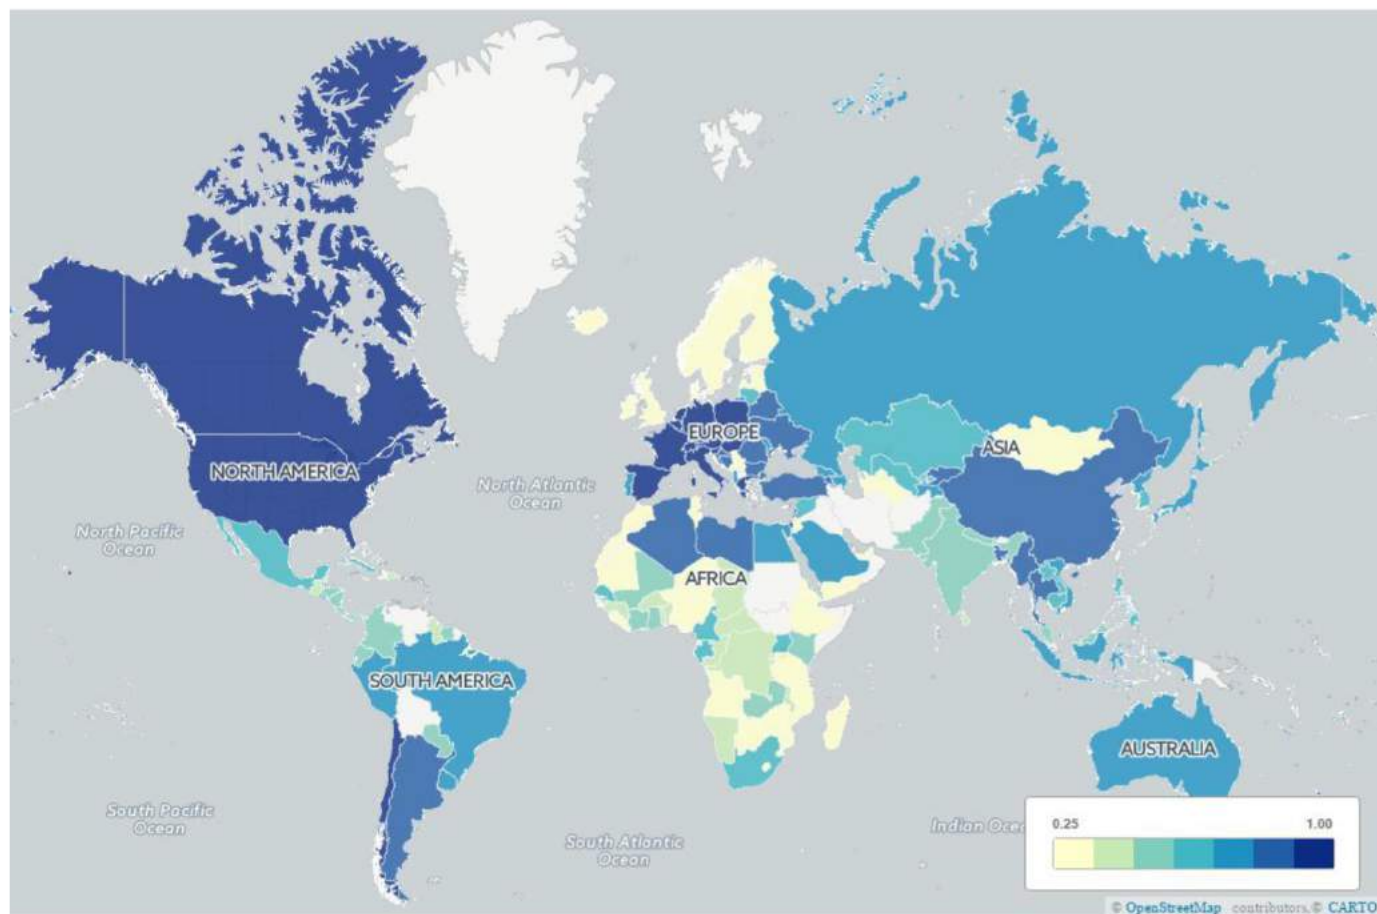 EUROPE
ASIA
NORTH AMERICA
North Atlantic
Ocean
North Pacific
Ocean
AFRICA
SOUTH AMERICA
AUSTRALIA
South Pacific
Ocean
South Atlantic
Ocean
Indian
0.25 1.00
© OpenStreetMap contributors, © CARTO